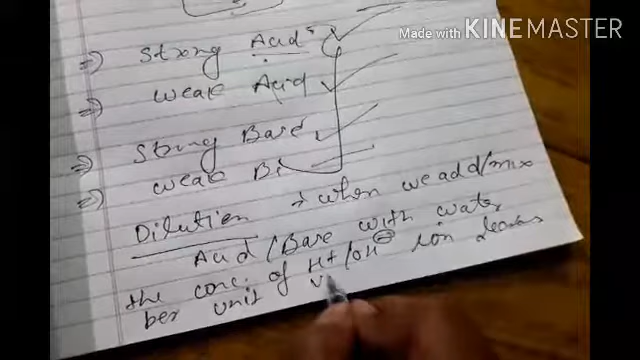 Made with KINEMASTER
⇒ Strong Acid
⇒ weak Acid
⇒ Strong Base
⇒ weak B
Dilution → when we add/mix
Acid/Base with water
the conc. of H+/OH⊖ ion
per unit